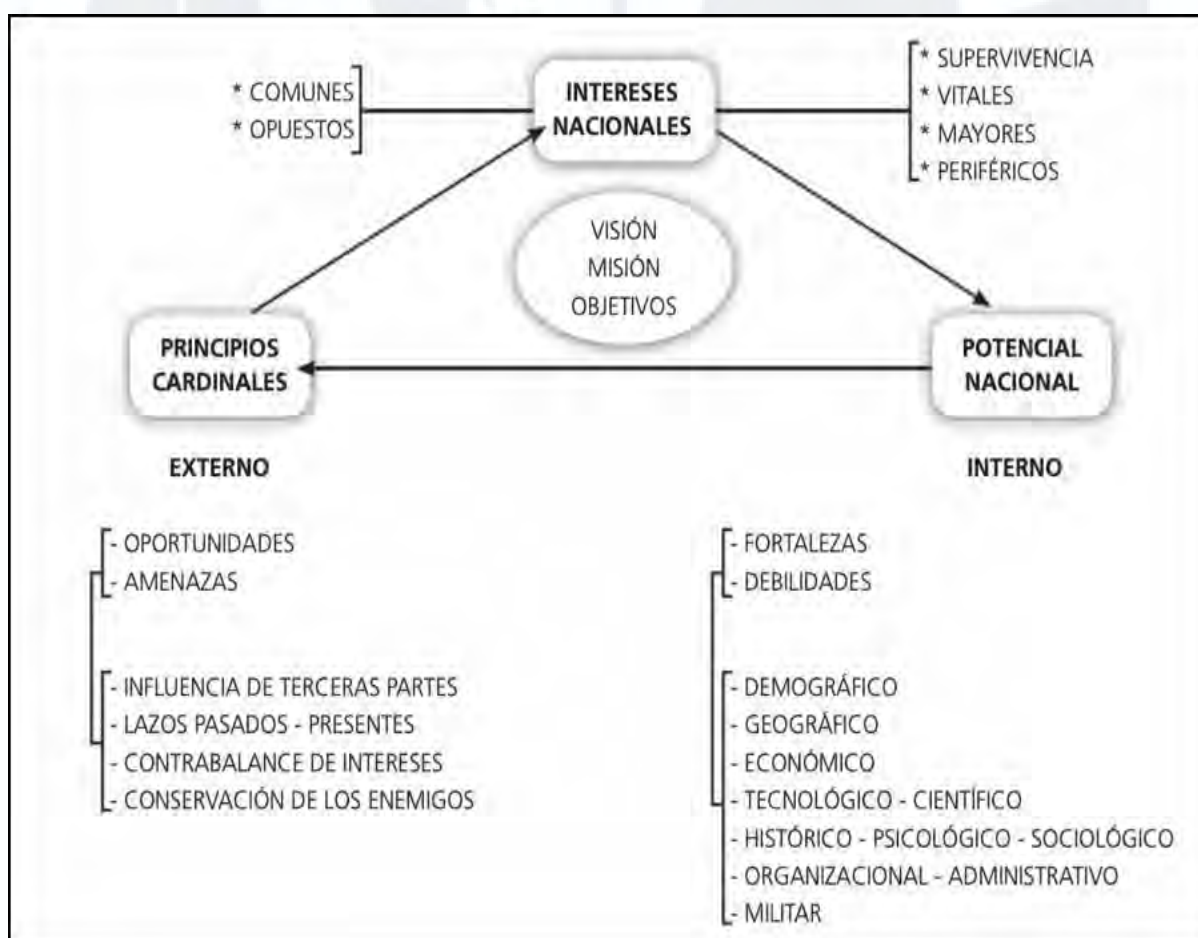 * COMUNES
* OPUESTOS
INTERESES
NACIONALES
* SUPERVIVENCIA
* VITALES
* MAYORES
* PERIFÉRICOS
VISIÓN
MISIÓN
OBJETIVOS
PRINCIPIOS
CARDINALES
POTENCIAL
NACIONAL
EXTERNO
- OPORTUNIDADES
- AMENAZAS
- INFLUENCIA DE TERCERAS PARTES
- LAZOS PASADOS - PRESENTES
- CONTRABALANCE DE INTERESES
- CONSERVACIÓN DE LOS ENEMIGOS
INTERNO
- FORTALEZAS
- DEBILIDADES
- DEMOGRÁFICO
- GEOGRÁFICO
- ECONÓMICO
- TECNOLÓGICO - CIENTÍFICO
- HISTÓRICO - PSICOLÓGICO - SOCIOLÓGICO
- ORGANIZACIONAL - ADMINISTRATIVO
- MILITAR